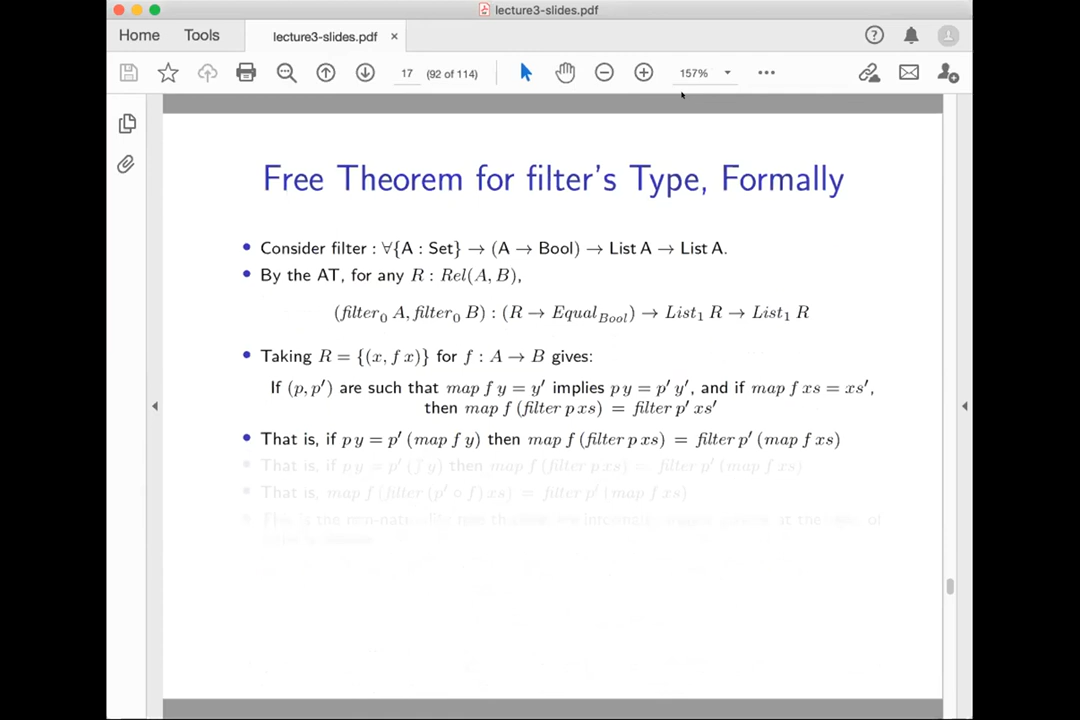 lecture3-slides.pdf
Home Tools lecture3-slides.pdf ×
17 (92 of 114) 157%
Free Theorem for filter's Type, Formally
• Consider filter : ∀{A : Set} → (A → Bool) → List A → List A.
• By the AT, for any R : Rel(A, B),
(filter₀ A, filter₀ B) : (R → Equal_Bool) → List₁ R → List₁ R
• Taking R = {(x, f x)} for f : A → B gives:
If (p, p′) are such that map f y = y′ implies p y = p′ y′, and if map f xs = xs′,
then map f (filter p xs) = filter p′ xs′
• That is, if p y = p′ (map f y) then map f (filter p xs) = filter p′ (map f xs)
• That is, if p y = p′ (f y) then map f (filter p xs) = filter p′ (map f xs)
• That is, map f (filter (p′ ∘ f) xs) = filter p′ (map f xs)
• This is the